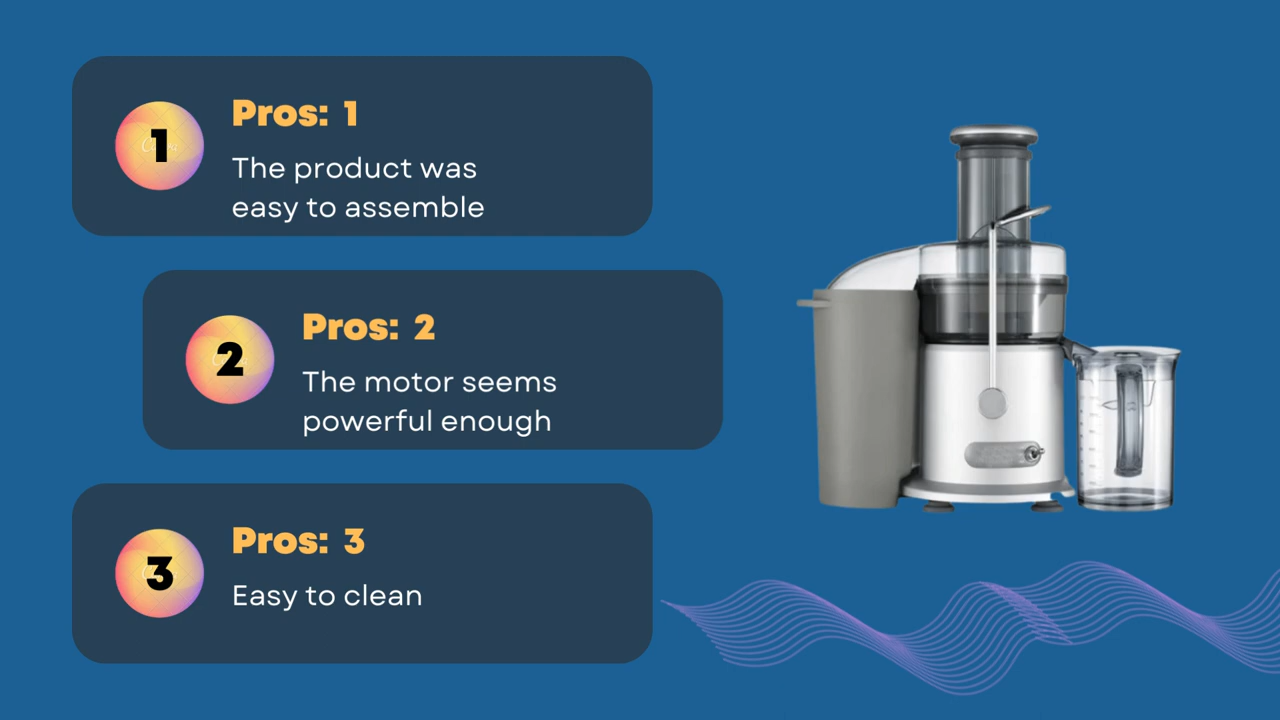 1
Pros: 1
The product was
easy to assemble
2
Pros: 2
The motor seems
powerful enough
3
Pros: 3
Easy to clean